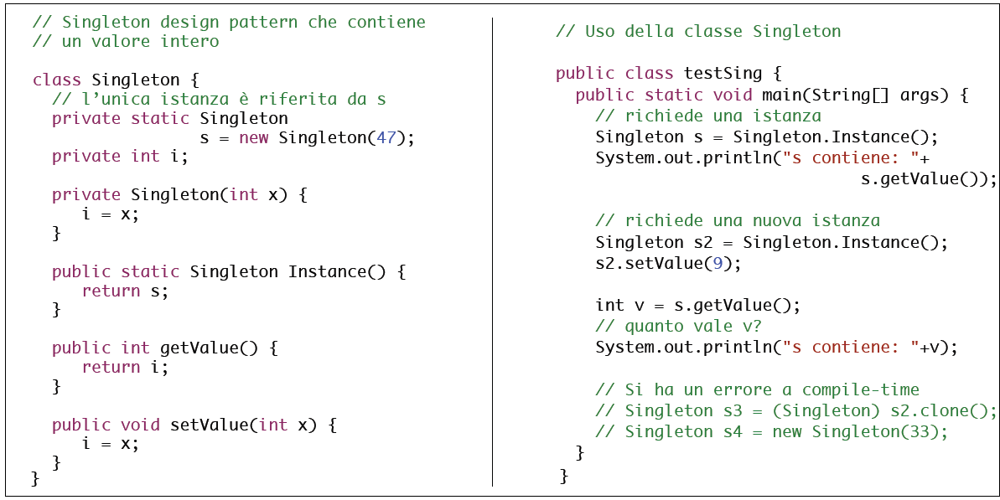 // Singleton design pattern che contiene
// un valore intero
class Singleton {
// l’unica istanza è riferita da s
private static Singleton
s = new Singleton(47);
private int i;
private Singleton(int x) {
i = x;
}
public static Singleton Instance() {
return s;
}
public int getValue() {
return i;
}
public void setValue(int x) {
i = x;
}
}
// Uso della classe Singleton
public class testSing {
public static void main(String[] args) {
// richiede una istanza
Singleton s = Singleton.Instance();
System.out.println("s contiene: "+
s.getValue());
// richiede una nuova istanza
Singleton s2 = Singleton.Instance();
s2.setValue(9);
int v = s.getValue();
// quanto vale v?
System.out.println("s contiene: "+v);
// Si ha un errore a compile-time
// Singleton s3 = (Singleton) s2.clone();
// Singleton s4 = new Singleton(33);
}
}